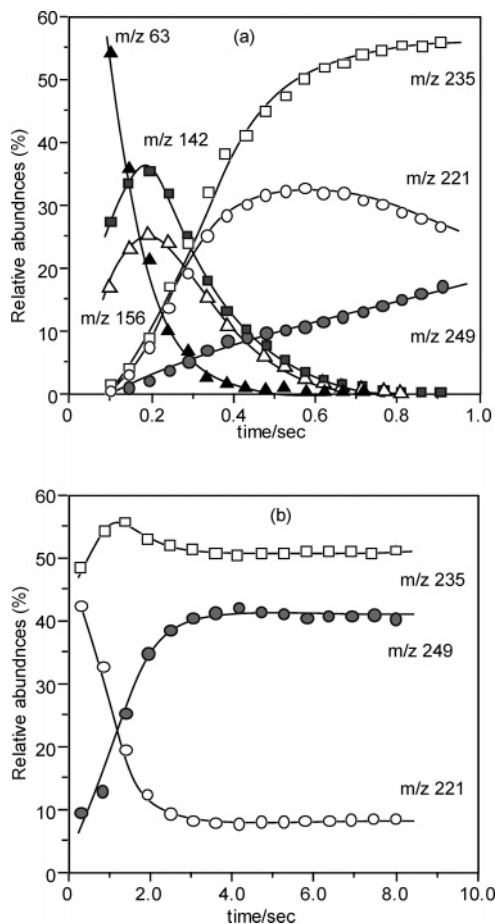 60
(a)
m/z 63
50
m/z 235
40
m/z 142
m/z 221
30
20
m/z 156
m/z 249
10
0
0 0.2 0.4 0.6 0.8 1.0
time/sec
Relative abundnces (%)
60
(b)
50
m/z 235
40
m/z 249
30
20
m/z 221
10
0
0.0 2.0 4.0 6.0 8.0 10.0
time/sec
Relative abundnces (%)